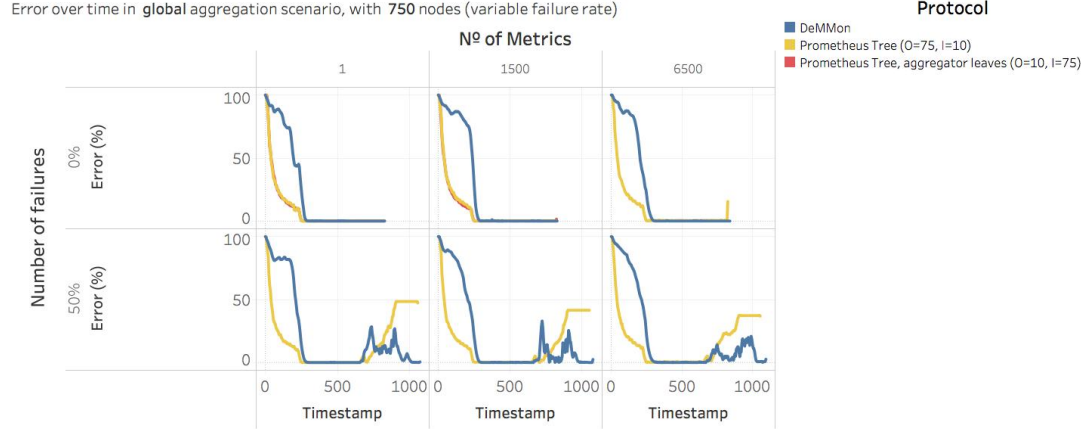 Error over time in global aggregation scenario, with 750 nodes (variable failure rate)
Protocol
DeMMon
Prometheus Tree (O=75, I=10)
Prometheus Tree, aggregator leaves (O=10, I=75)
Nº of Metrics
1 1500 6500
Number of failures
0%
Error (%)
100
50
0
50%
Error (%)
100
50
0
0 500 1000 0 500 1000 0 500 1000
Timestamp Timestamp Timestamp